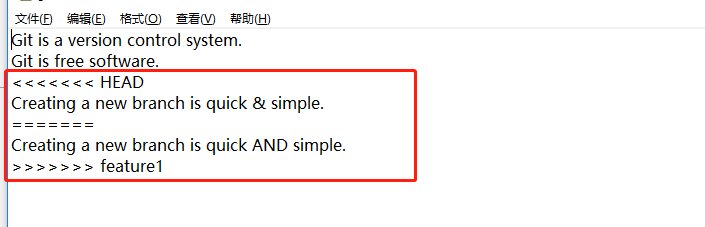 文件(F) 编辑(E) 格式(O) 查看(V) 帮助(H)
Git is a version control system.
Git is free software.
<<<<<<< HEAD
Creating a new branch is quick & simple.
=======
Creating a new branch is quick AND simple.
>>>>>>> feature1